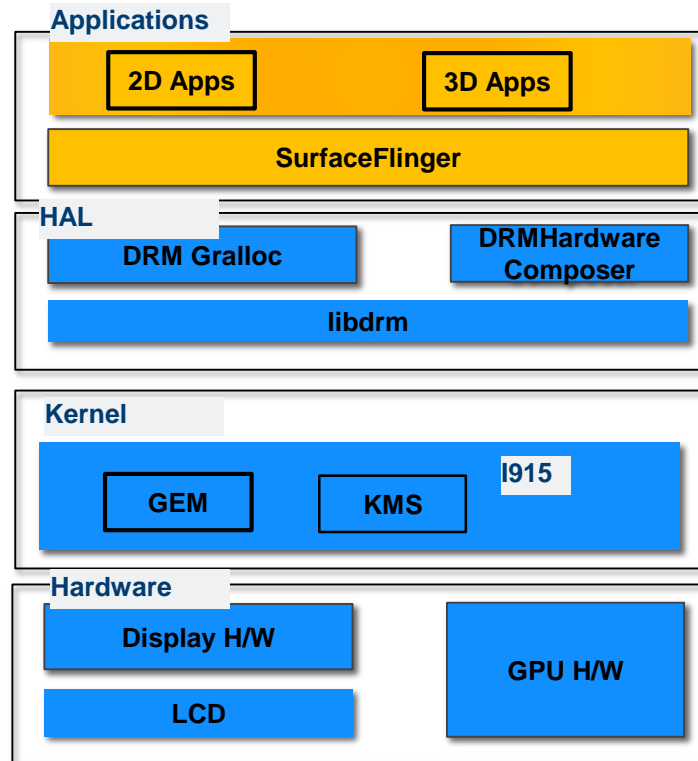 Applications
2D Apps
3D Apps
SurfaceFlinger
HAL
DRM Gralloc
DRMHardware
Composer
libdrm
Kernel
I915
GEM
KMS
Hardware
Display H/W
GPU H/W
LCD